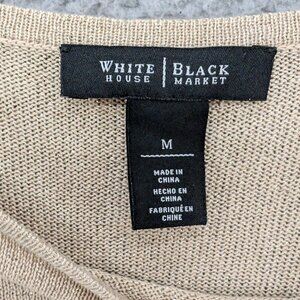 WHITE HOUSE | BLACK MARKET
M
MADE IN
CHINA
HECHO EN
CHINA
FABRIQUÉ EN
CHINE